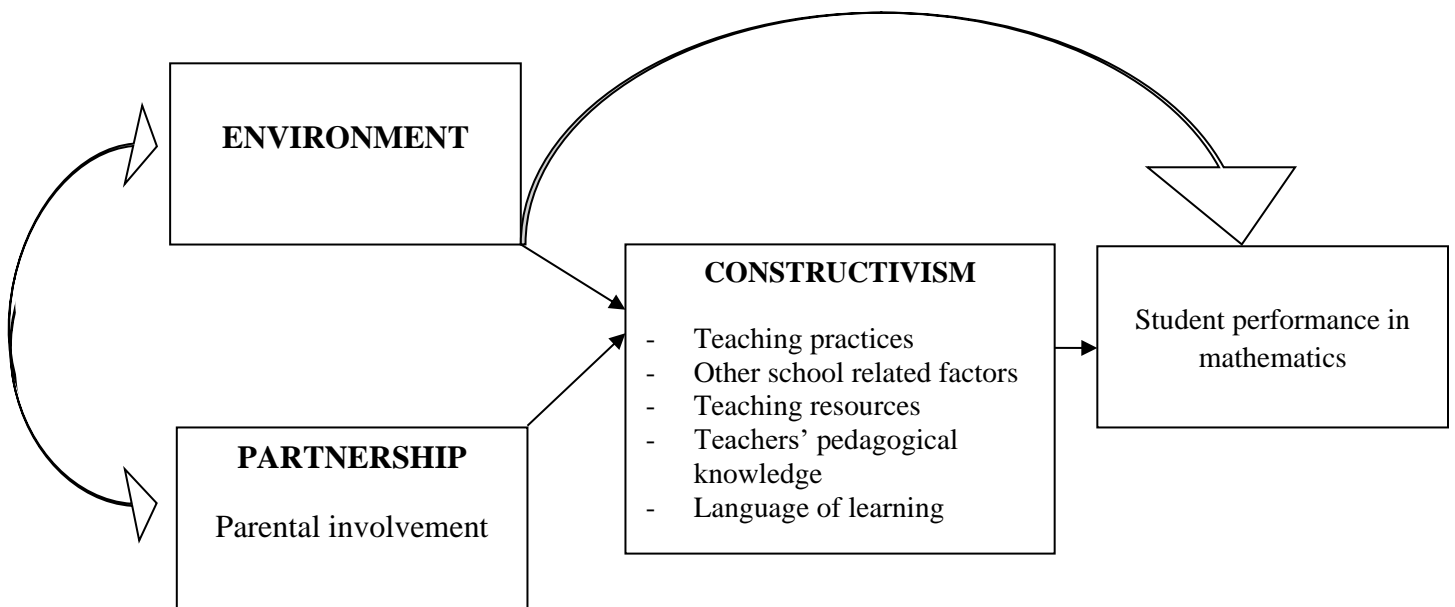 ENVIRONMENT
PARTNERSHIP
Parental involvement
CONSTRUCTIVISM
- Teaching practices
- Other school related factors
- Teaching resources
- Teachers’ pedagogical
knowledge
- Language of learning
Student performance in
mathematics